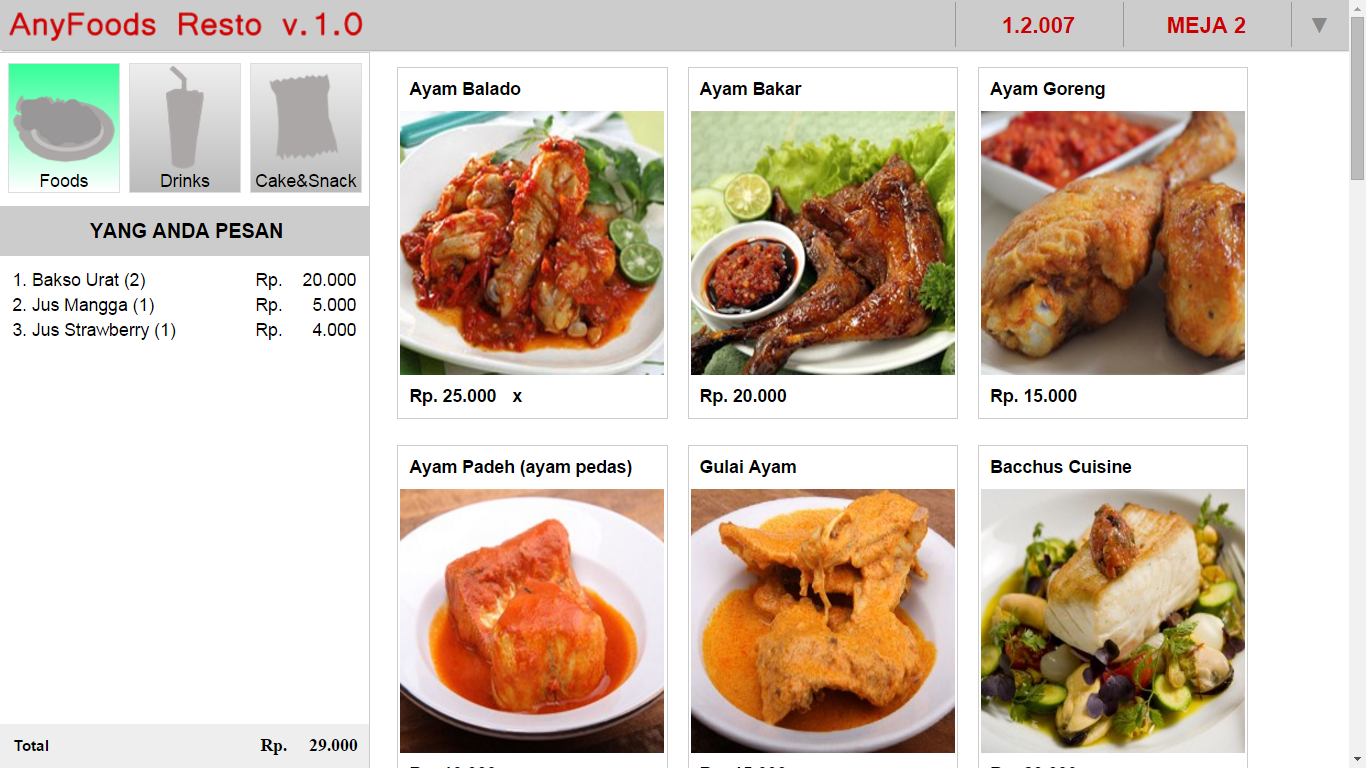 AnyFoods Resto v.1.0
1.2.007
MEJA 2
▼
Foods
Drinks
Cake&Snack
YANG ANDA PESAN
1. Bakso Urat (2) Rp. 20.000
2. Jus Mangga (1) Rp. 5.000
3. Jus Strawberry (1) Rp. 4.000
Total Rp. 29.000
Ayam Balado
Rp. 25.000 x
Ayam Bakar
Rp. 20.000
Ayam Goreng
Rp. 15.000
Ayam Padeh (ayam pedas)
Gulai Ayam
Bacchus Cuisine